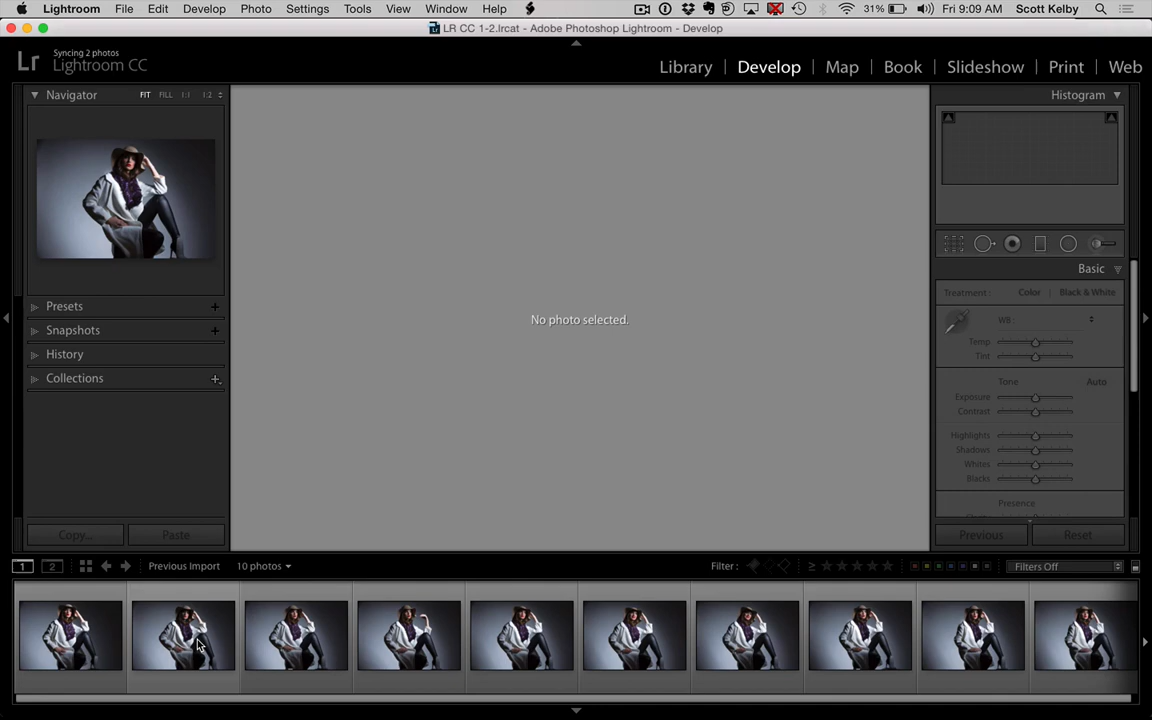 Lightroom File Edit Develop Photo Settings Tools View Window Help 31% Fri 9:09 AM Scott Kelby
LR CC 1-2.lrcat - Adobe Photoshop Lightroom - Develop
Lr Syncing 2 photos
Lightroom CC
Library | Develop | Map | Book | Slideshow | Print | Web
Navigator FIT FILL 1:1 1:2
Histogram
Basic
Treatment : Color | Black & White
WB :
Temp
Tint
Tone Auto
Exposure
Contrast
Highlights
Shadows
Whites
Blacks
Presence
Presets +
Snapshots +
History
Collections +
No photo selected.
Copy... Paste
Previous Reset
1 2 Previous Import 10 photos Filter : ≥ Filters Off